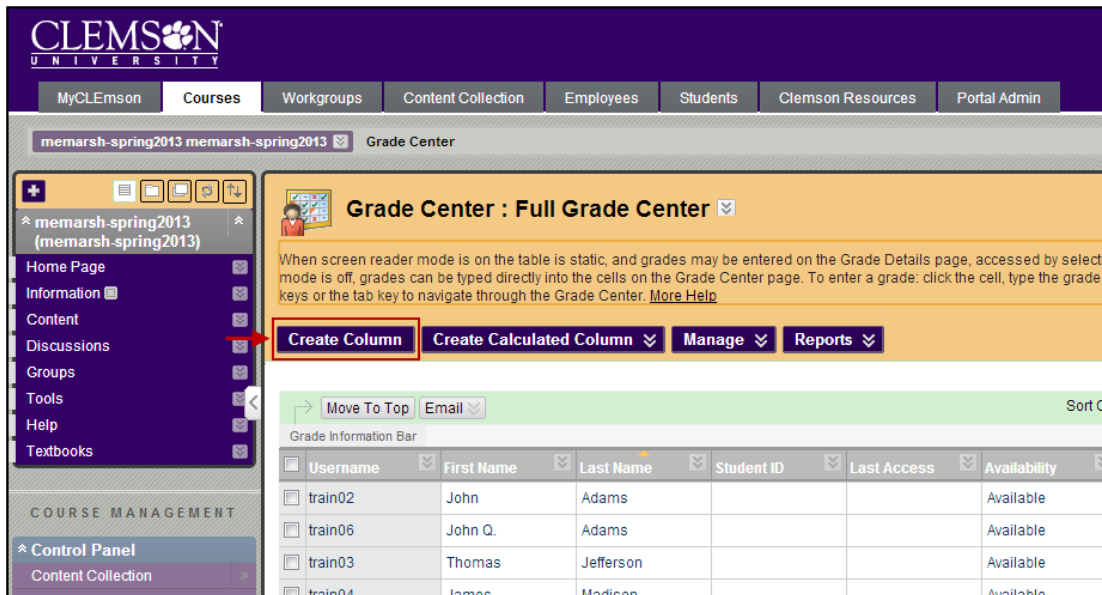 CLEMSON
UNIVERSITY
MyCLEmson Courses Workgroups Content Collection Employees Students Clemson Resources Portal Admin
memarsh-spring2013 memarsh-spring2013 Grade Center
memarsh-spring2013
(memarsh-spring2013)
Home Page
Information
Content
Discussions
Groups
Tools
Help
Textbooks
COURSE MANAGEMENT
Control Panel
Content Collection
Grade Center : Full Grade Center
When screen reader mode is on the table is static, and grades may be entered on the Grade Details page, accessed by select
mode is off, grades can be typed directly into the cells on the Grade Center page. To enter a grade: click the cell, type the grade
keys or the tab key to navigate through the Grade Center. More Help
Create Column Create Calculated Column Manage Reports
Move To Top Email Sort
Grade Information Bar
Username First Name Last Name Student ID Last Access Availability
train02 John Adams Available
train06 John Q. Adams Available
train03 Thomas Jefferson Available
train04 James Madison Available